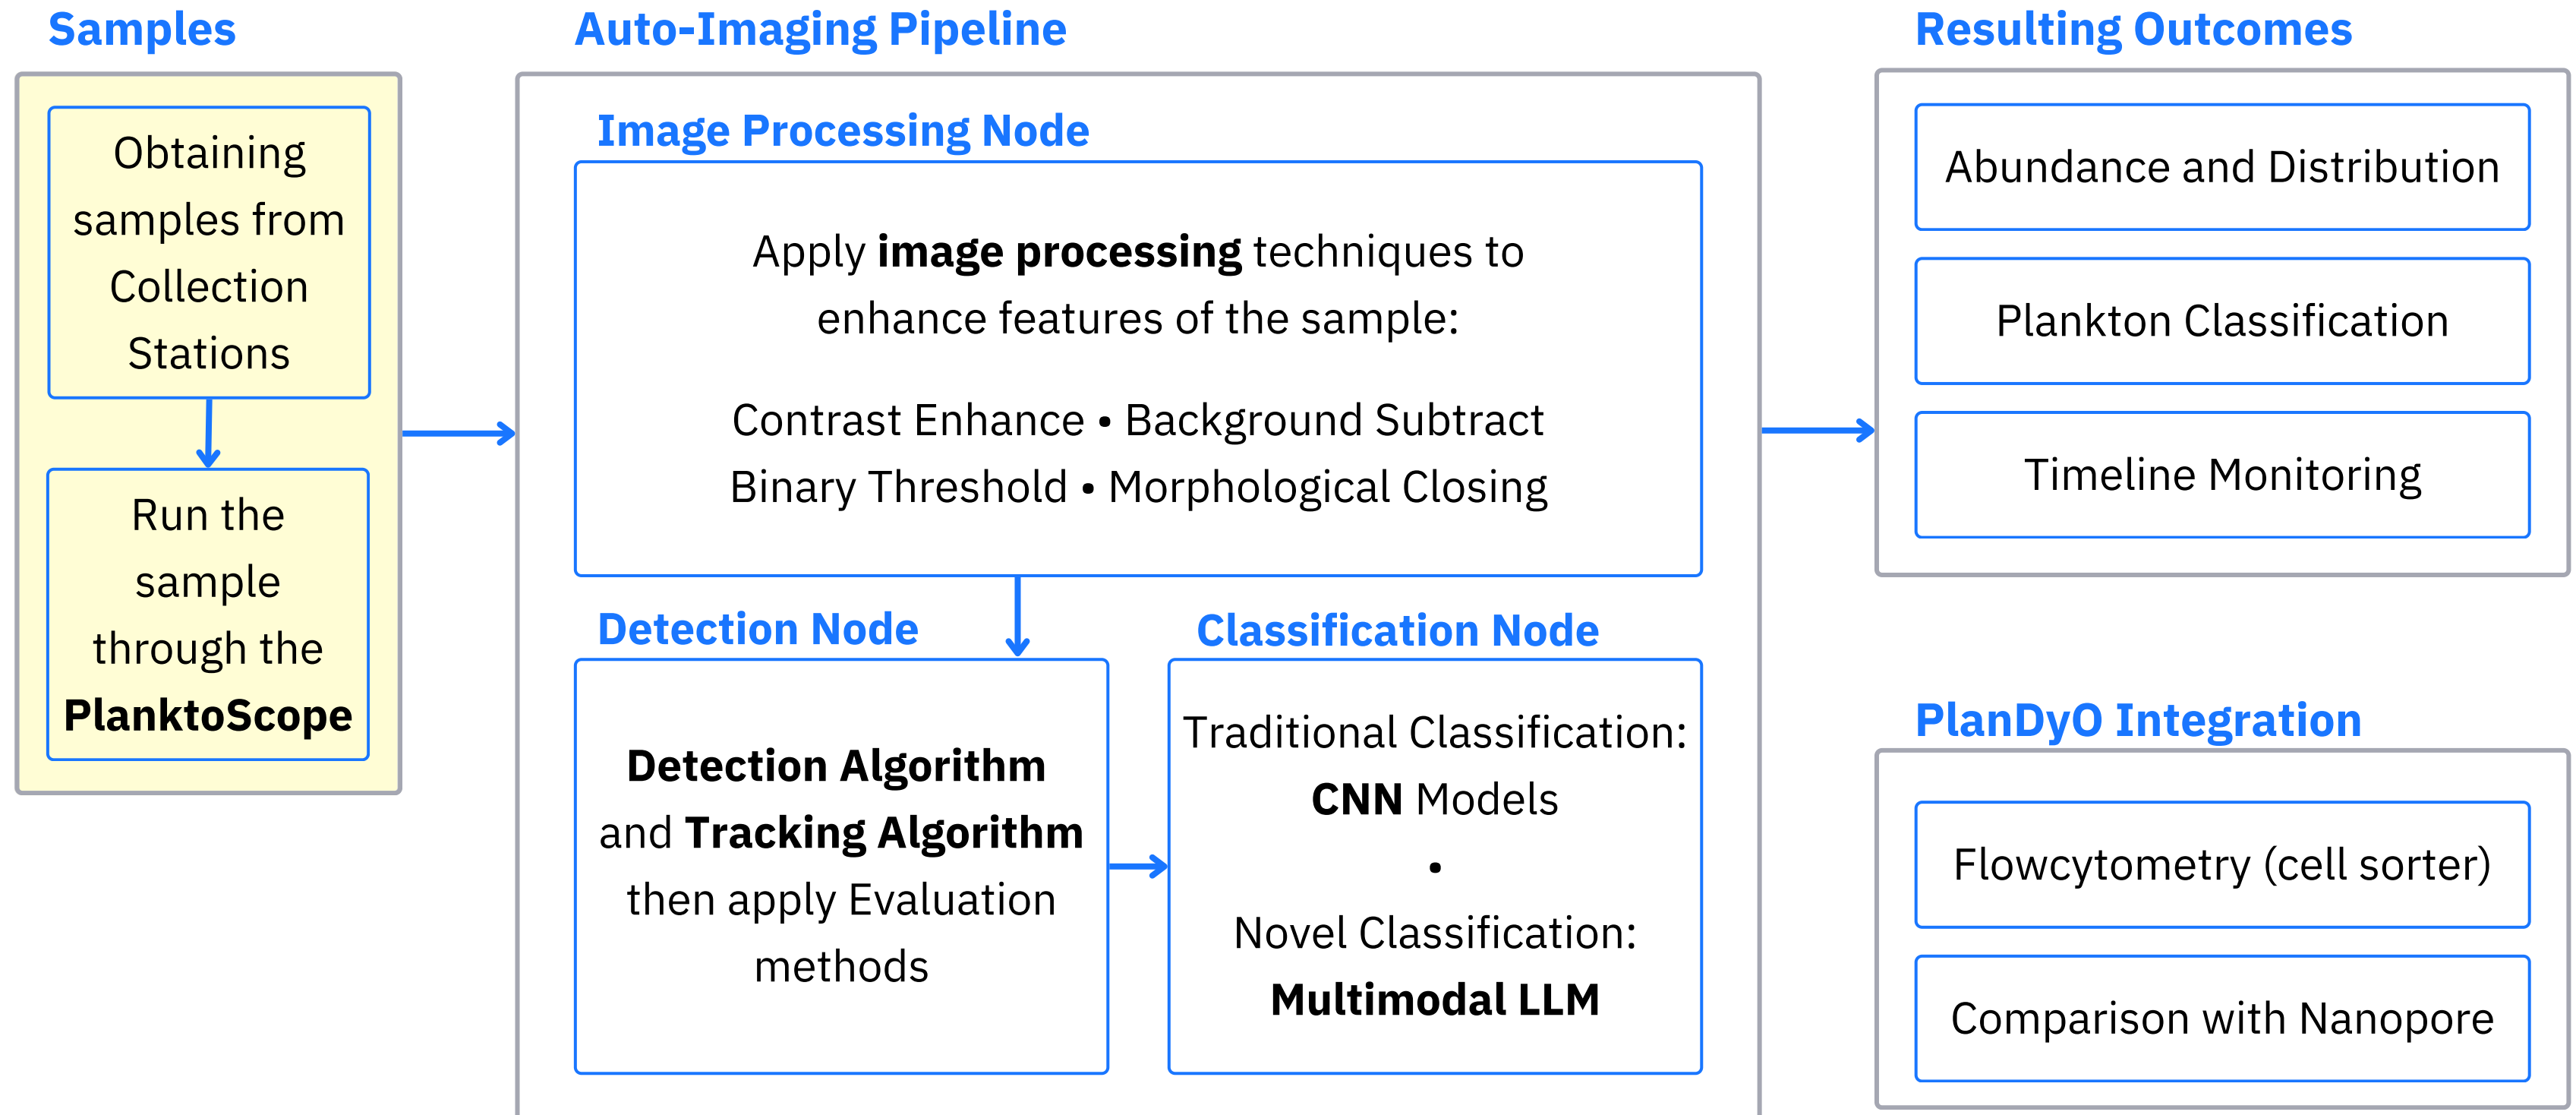 Samples
Obtaining
samples from
Collection
Stations
Run the
sample
through the
PlanktoScope
Auto-Imaging Pipeline
Image Processing Node
Apply image processing techniques to
enhance features of the sample:
Contrast Enhance • Background Subtract
Binary Threshold • Morphological Closing
Detection Node
Detection Algorithm
and Tracking Algorithm
then apply Evaluation
methods
Classification Node
Traditional Classification:
CNN Models
•
Novel Classification:
Multimodal LLM
Resulting Outcomes
Abundance and Distribution
Plankton Classification
Timeline Monitoring
PlanDyO Integration
Flowcytometry (cell sorter)
Comparison with Nanopore